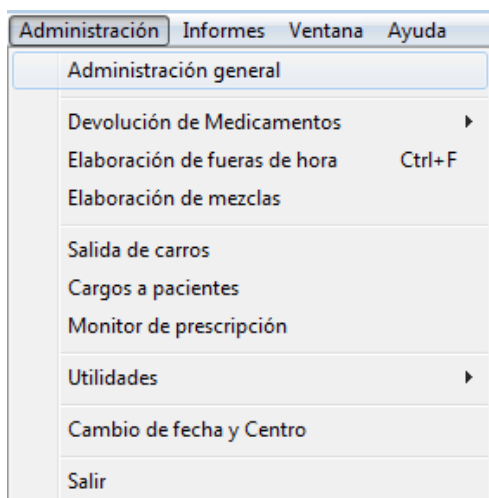 Administración Informes Ventana Ayuda
Administración general
Devolución de Medicamentos
Elaboración de fueras de hora Ctrl+F
Elaboración de mezclas
Salida de carros
Cargos a pacientes
Monitor de prescripción
Utilidades
Cambio de fecha y Centro
Salir